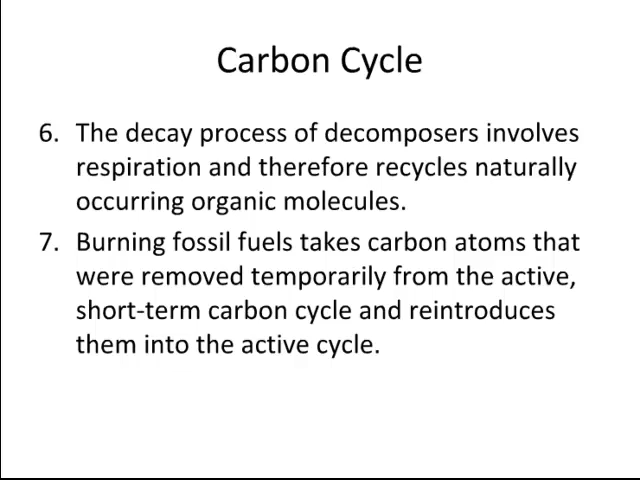 Carbon Cycle
6. The decay process of decomposers involves
respiration and therefore recycles naturally
occurring organic molecules.
7. Burning fossil fuels takes carbon atoms that
were removed temporarily from the active,
short-term carbon cycle and reintroduces
them into the active cycle.